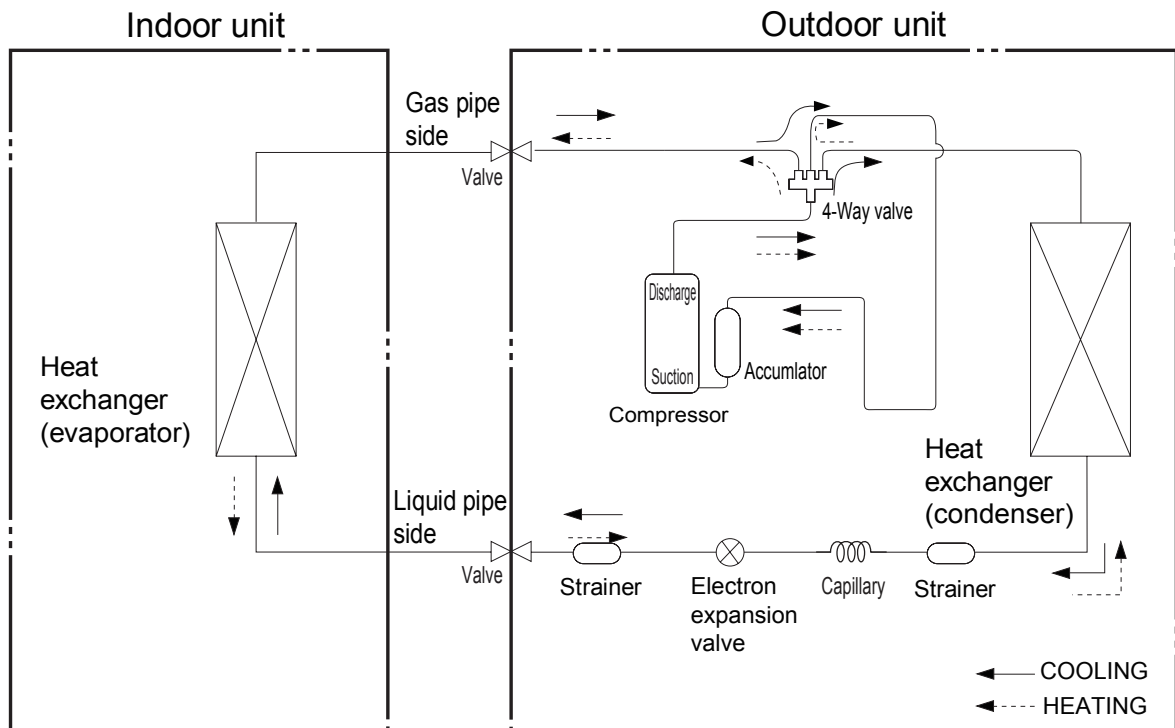 Indoor unit
Outdoor unit
Gas pipe
side
Valve
4-Way valve
Discharge
Suction
Accumlator
Compressor
Heat
exchanger
(evaporator)
Heat
exchanger
(condenser)
Liquid pipe
side
Valve
Strainer
Electron
expansion
valve
Capillary
Strainer
COOLING
HEATING